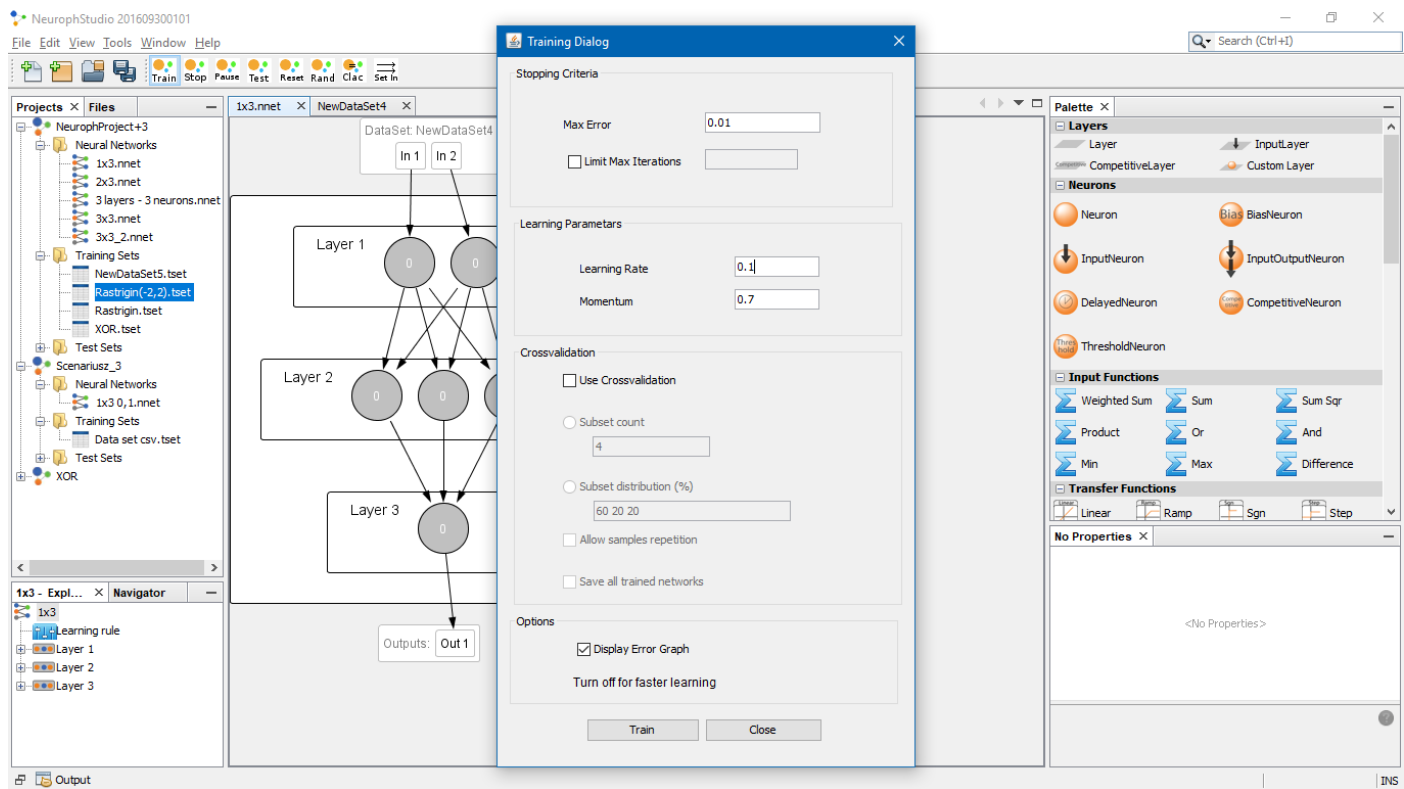 NeurophStudio 201609300101
File Edit View Tools Window Help
Search (Ctrl+I)
Train Stop Pause Test Reset Rand Clac Set In
Projects Files
NeurophProject+3
Neural Networks
1x3.nnet
2x3.nnet
3 layers - 3 neurons.nnet
3x3.nnet
3x3_2.nnet
Training Sets
NewDataSet5.tset
Rastrigin(-2,2).tset
Rastrigin.tset
XOR.tset
Test Sets
Scenariusz_3
Neural Networks
1x3 0,1.nnet
Training Sets
Data set csv.tset
Test Sets
XOR
1x3 - Expl... Navigator
1x3
Learning rule
Layer 1
Layer 2
Layer 3
Output
1x3.nnet NewDataSet4
DataSet: NewDataSet4
In 1 In 2
Layer 1
0 0
Layer 2
0 0
Layer 3
0
Outputs: Out 1
Training Dialog
Stopping Criteria
Max Error 0.01
Limit Max Iterations
Learning Parametars
Learning Rate 0.1
Momentum 0.7
Crossvalidation
Use Crossvalidation
Subset count
4
Subset distribution (%)
60 20 20
Allow samples repetition
Save all trained networks
Options
Display Error Graph
Turn off for faster learning
Train Close
Palette
Layers
Layer InputLayer
CompetitiveLayer Custom Layer
Neurons
Neuron Bias BiasNeuron
InputNeuron InputOutputNeuron
DelayedNeuron CompetitiveNeuron
Thres hold ThresholdNeuron
Input Functions
Weighted Sum Sum Sum Sqr
Product Or And
Min Max Difference
Transfer Functions
Linear Ramp Sgn Step
No Properties
<No Properties>
INS